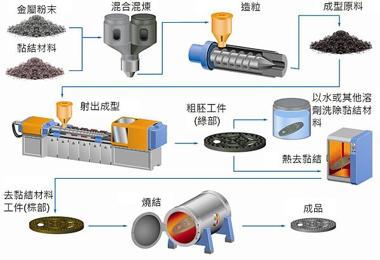 金屬粉末
黏結材料
混合混煉
造粒
成型原料
射出成型
粗胚工件
(綠部)
以水或其他溶
劑洗除黏結材
熱去黏結
去黏結材料
工件(棕部)
燒結
成品